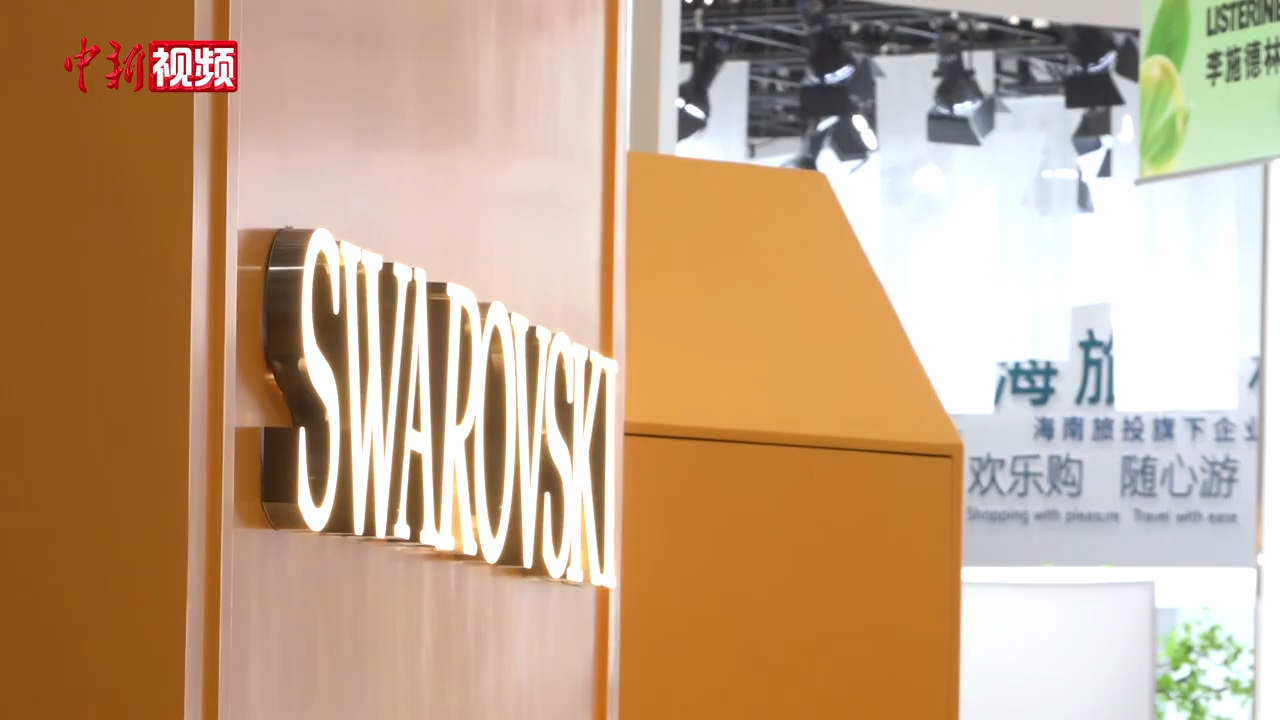 中新视频
SWAROVSKI
LISTERINE
李施德林
海旅
海南旅投旗下企业
欢乐购 随心游
Shopping with pleasure Travel with ease